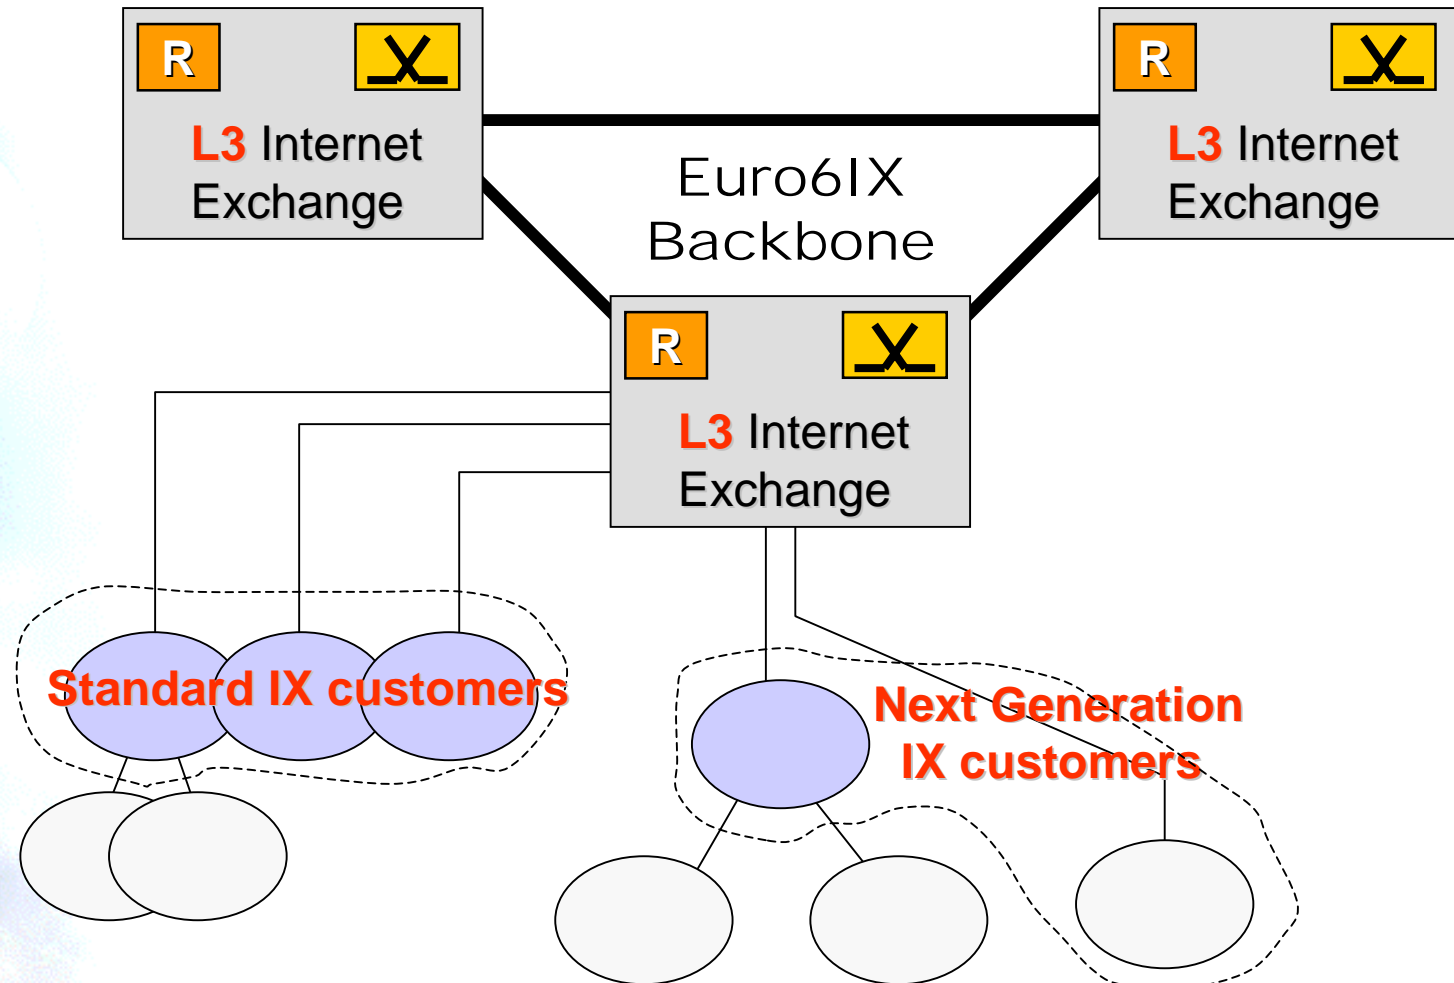 R
L3 Internet
Exchange
R
L3 Internet
Exchange
Euro6IX
Backbone
R
L3 Internet
Exchange
Standard IX customers
Next Generation
IX customers